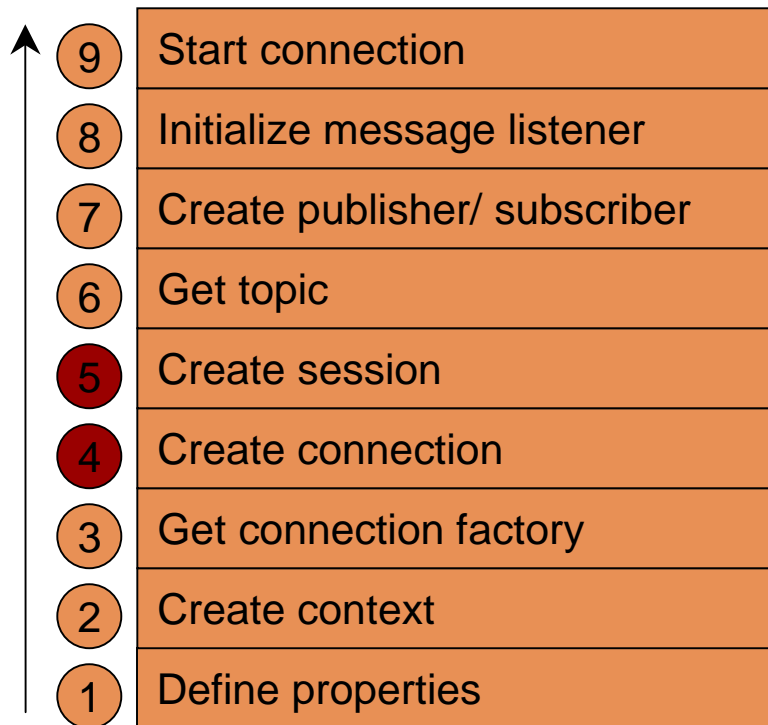 9 Start connection
8 Initialize message listener
7 Create publisher/ subscriber
6 Get topic
5 Create session
4 Create connection
3 Get connection factory
2 Create context
1 Define properties